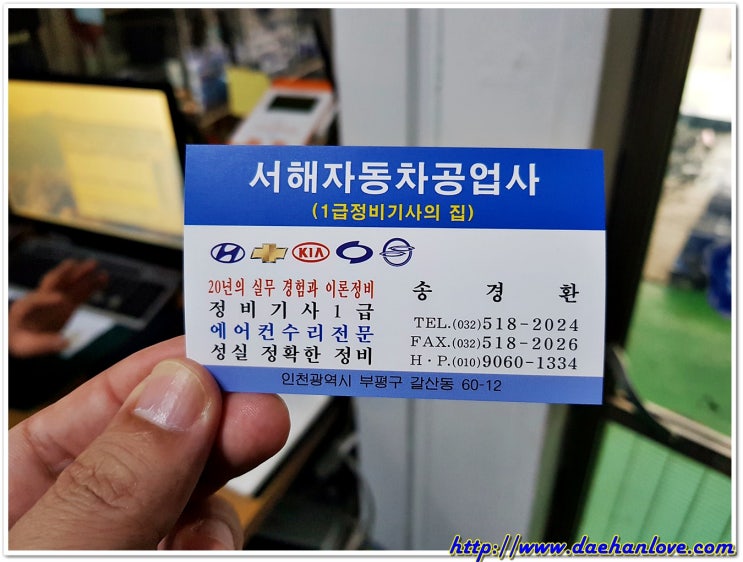 서해자동차공업사
(1급정비기사의 집)
KIA
20년의 실무 경험과 이론정비
정비기사1급
에어컨수리전문
성실 정확한 정비
송경환
TEL.(032)518-2024
FAX.(032)518-2026
H·P.(010)9060-1334
인천광역시 부평구 갈산동 60-12
http://www.daehanlove.com